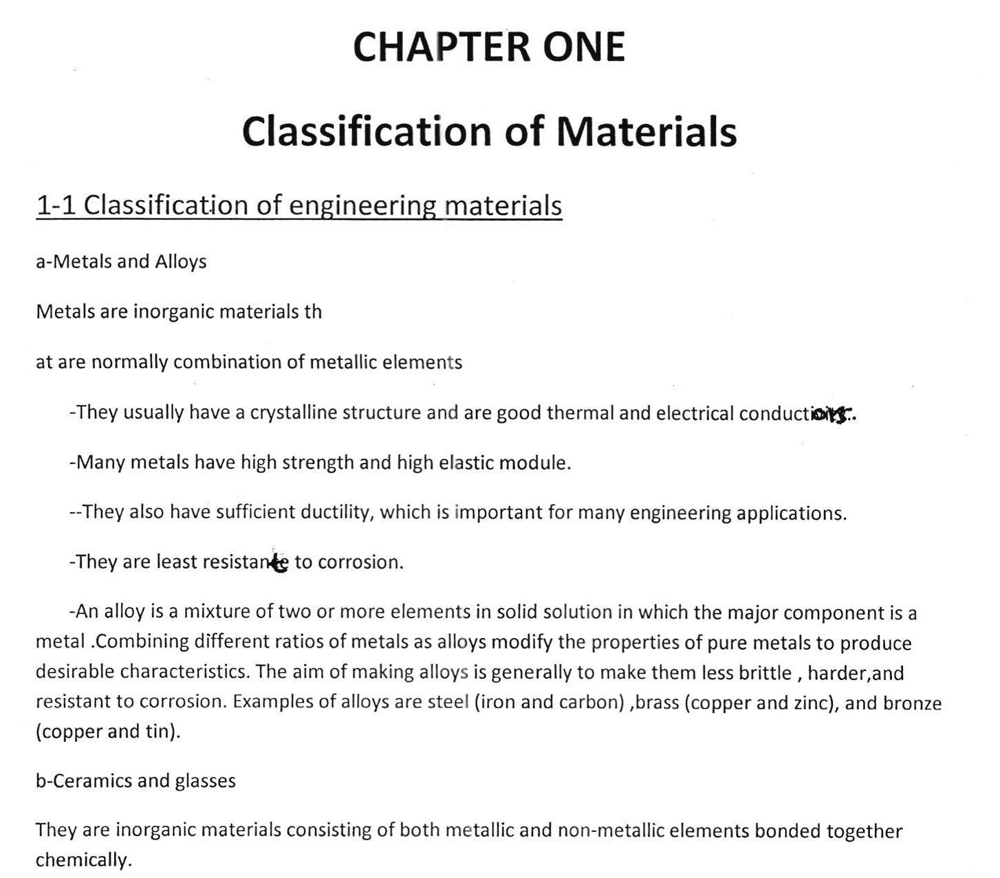 CHAPTER ONE
Classification of Materials
1-1 Classification of engineering materials
a-Metals and Alloys
Metals are inorganic materials th
at are normally combination of metallic elements
-They usually have a crystalline structure and are good thermal and electrical
-Many metals have high strength and high elastic module.
--They also have sufficient ductility, which is important for many engineering applications.
-They are least to corrosion.
-An alloy is a mixture of two or more elements in solid solution in which the major component is a
metal .Combining different ratios of metals as alloys modify the properties of pure metals to produce
desirable characteristics. The aim of making alloys is generally to make them less brittle , harder,and
resistant to corrosion. Examples of alloys are steel (iron and carbon) ,brass (copper and zinc), and bronze
(copper and tin).
b-Ceramics and glasses
They are inorganic materials consisting of both metallic and non-metallic elements bonded together
chemically.